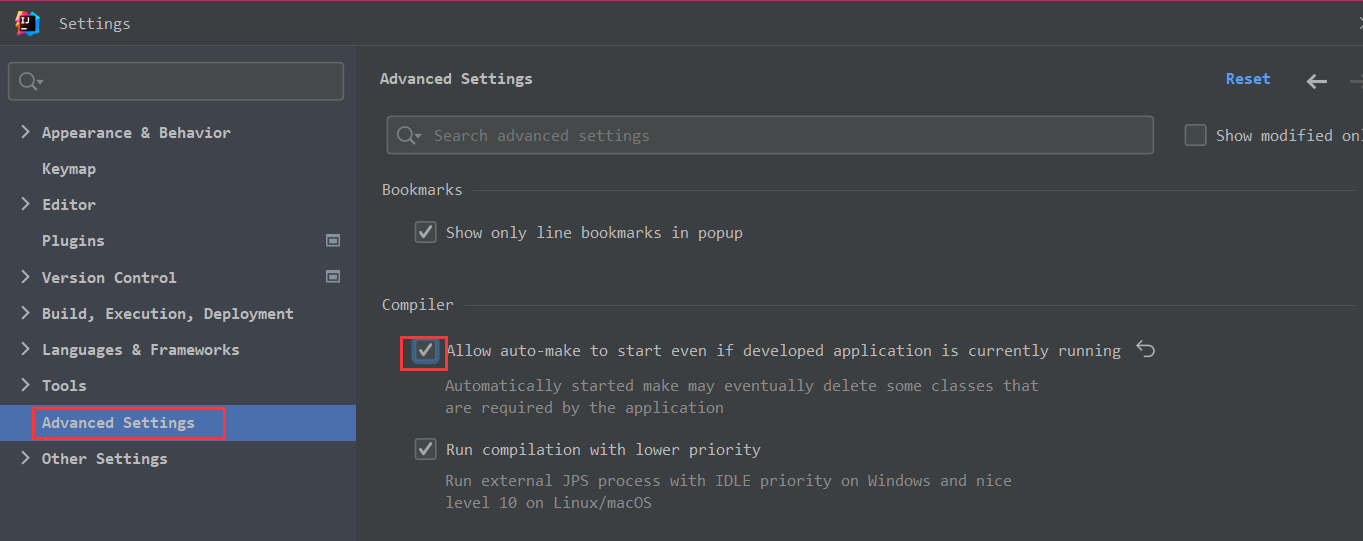 Settings
Advanced Settings
Reset
Search advanced settings
Show modified onl
Appearance & Behavior
Keymap
Editor
Plugins
Version Control
Build, Execution, Deployment
Languages & Frameworks
Tools
Advanced Settings
Other Settings
Bookmarks
Show only line bookmarks in popup
Compiler
Allow auto-make to start even if developed application is currently running
Automatically started make may eventually delete some classes that
are required by the application
Run compilation with lower priority
Run external JPS process with IDLE priority on Windows and nice
level 10 on Linux/macOS